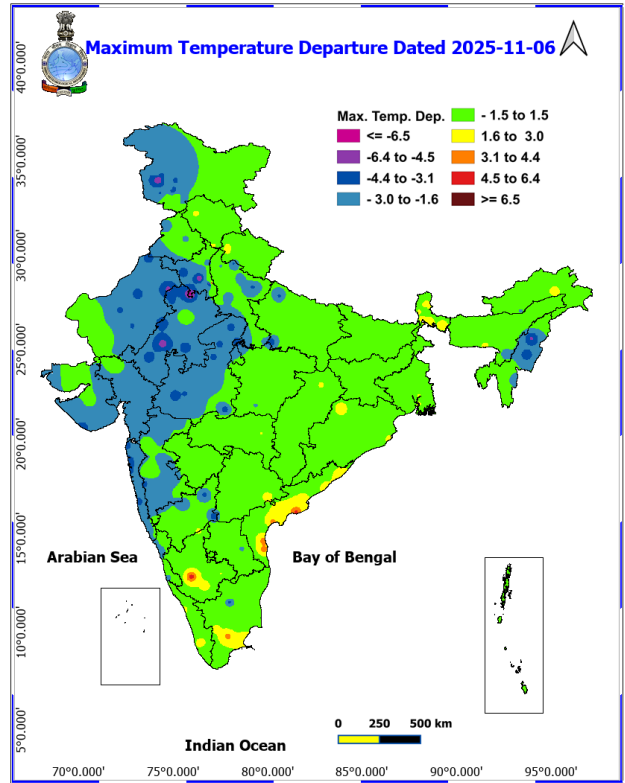 Maximum Temperature Departure Dated 2025-11-06
Max. Temp. Dep.
<= -6.5
-6.4 to -4.5
-4.4 to -3.1
- 3.0 to -1.6
- 1.5 to 1.5
1.6 to 3.0
3.1 to 4.4
4.5 to 6.4
>= 6.5
40°0.000'
35°0.000'
30°0.000'
25°0.000'
20°0.000'
15°0.000'
10°0.000'
5°0.000'
Arabian Sea
Bay of Bengal
Indian Ocean
0 250 500 km
70°0.000' 75°0.000' 80°0.000' 85°0.000' 90°0.000' 95°0.000'